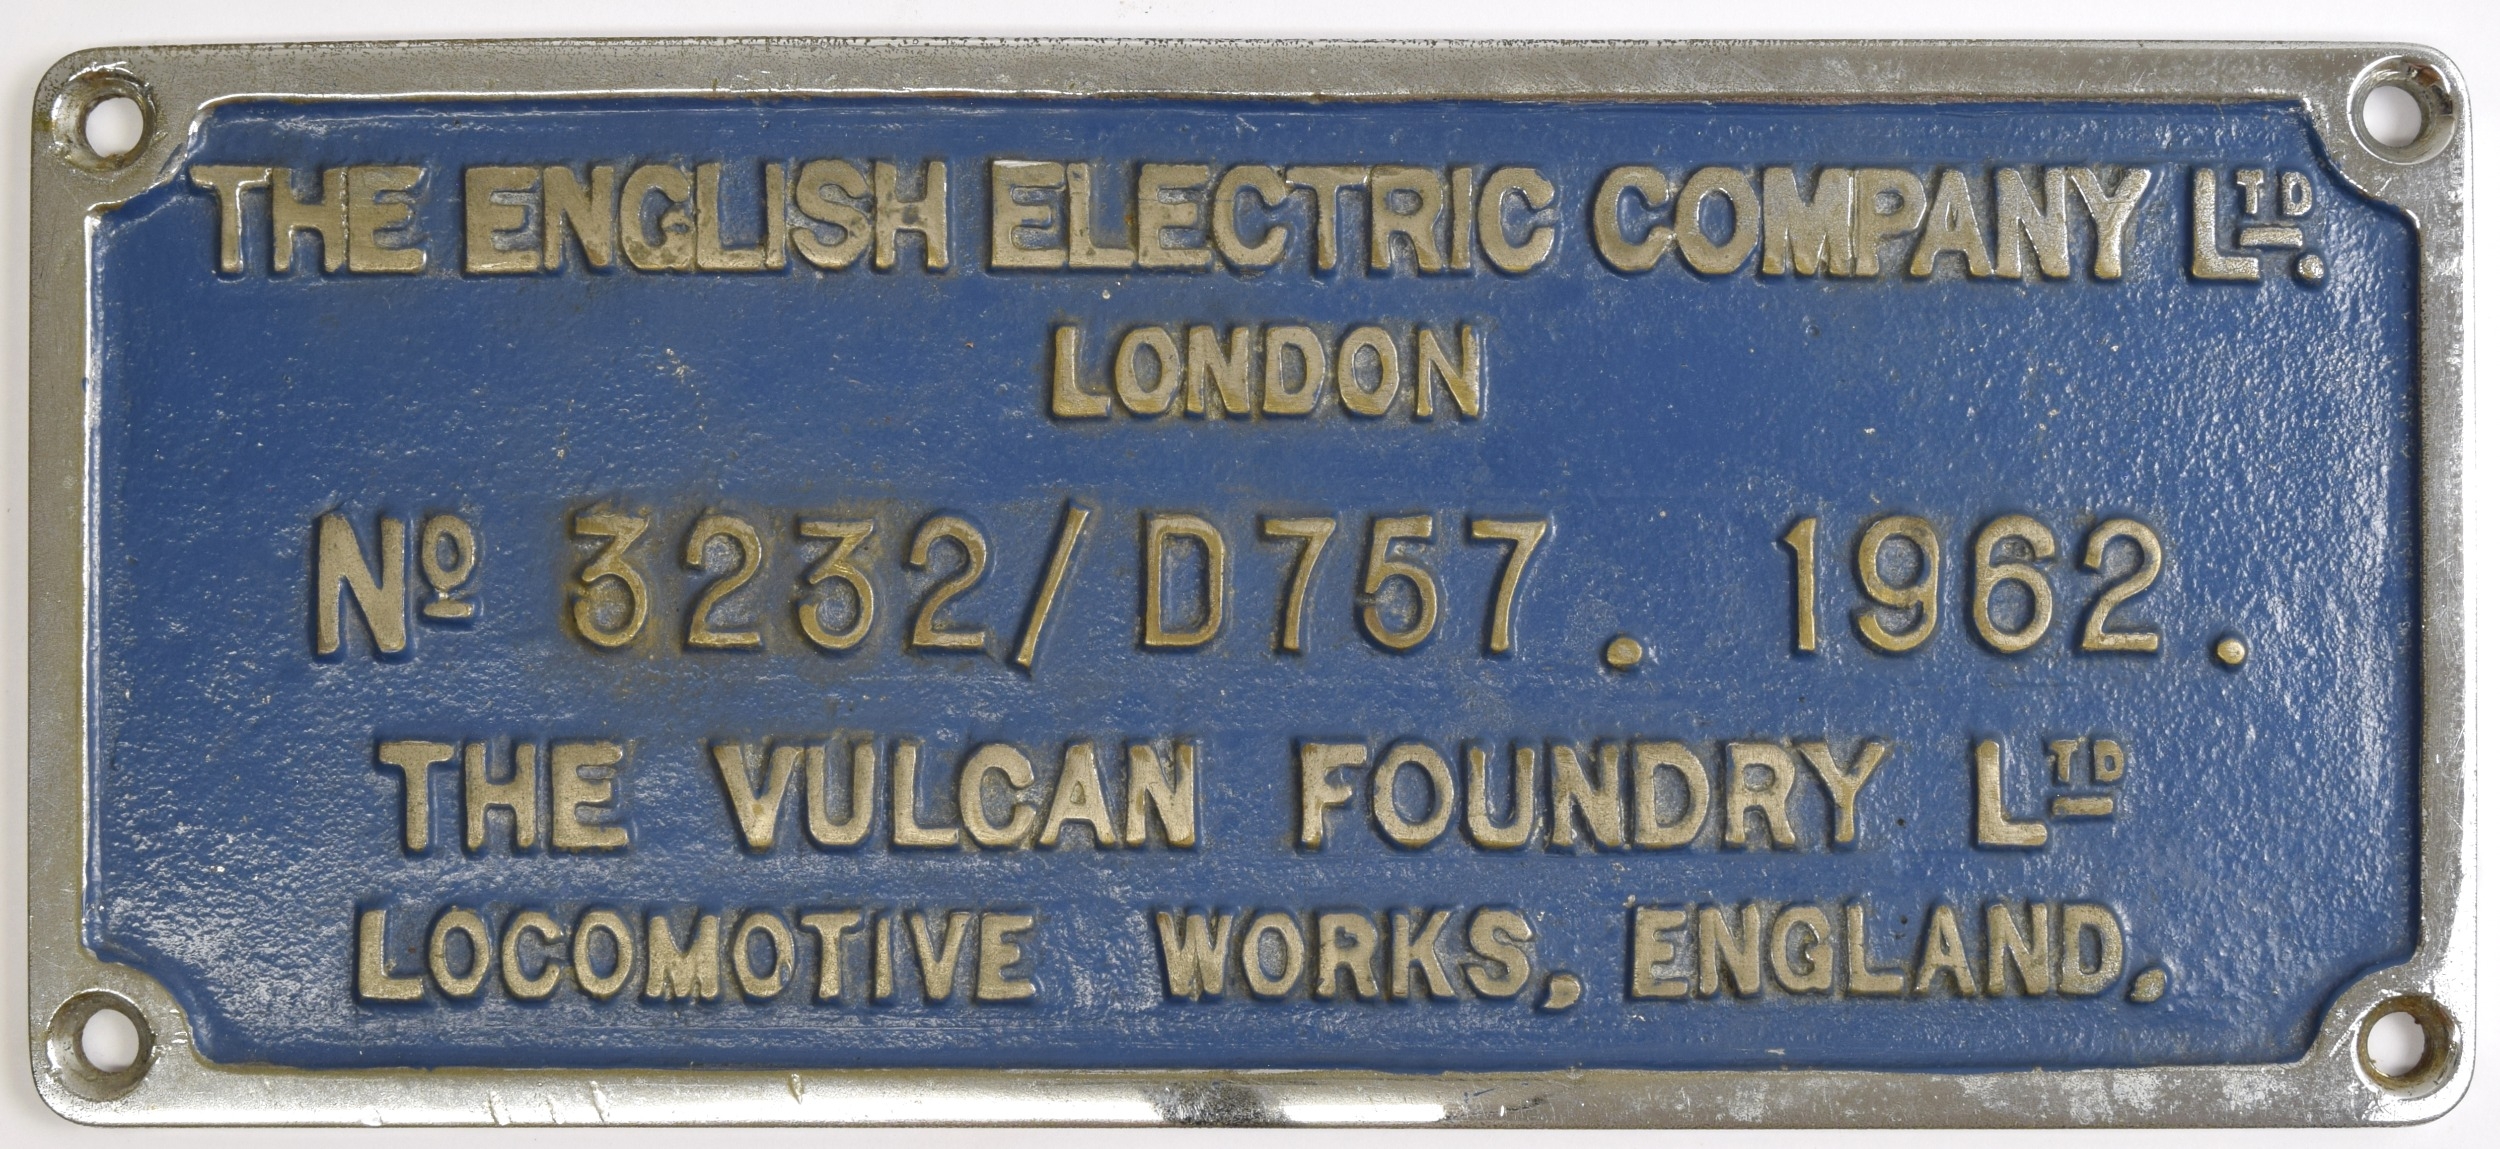 THE ENGLISH ELECTRIC COMPANY LTD.
LONDON
Nº 3232/D757. 1962.
THE VULCAN FOUNDRY LTD
LOCOMOTIVE WORKS, ENGLAND,